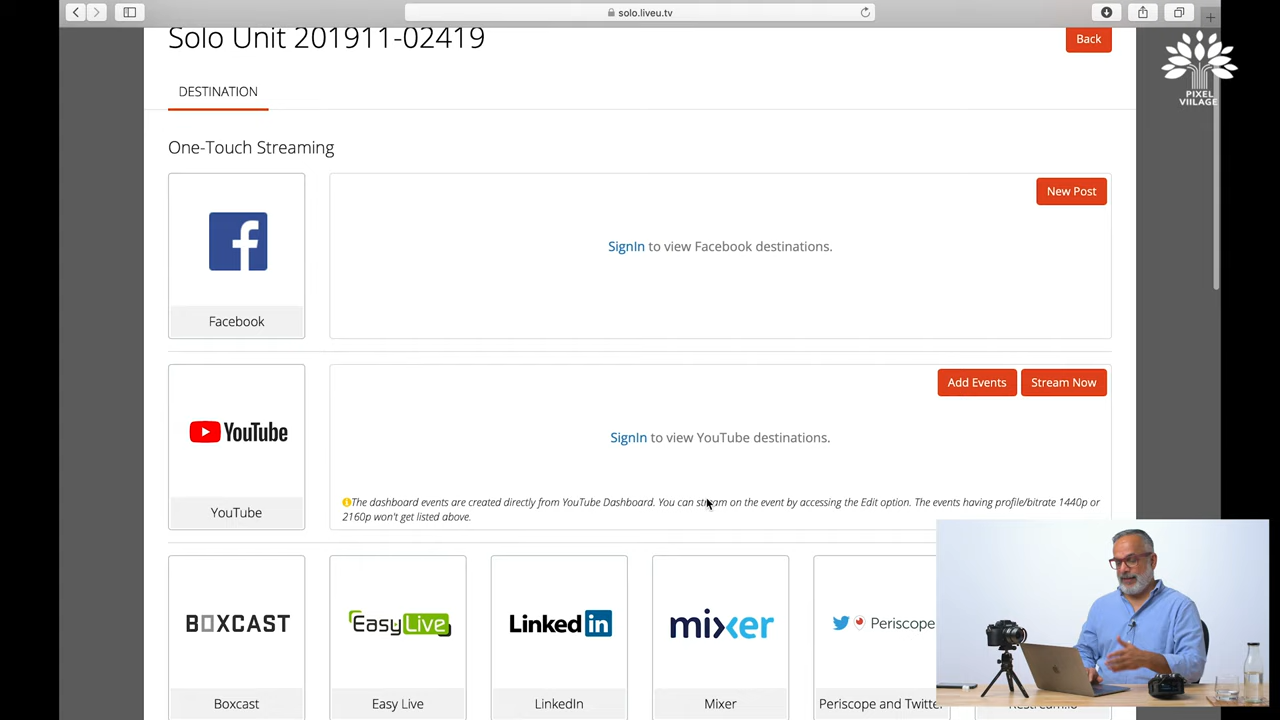 solo.liveu.tv
Solo Unit 201911-02419
Back
PIXEL
VIILAGE
DESTINATION
One-Touch Streaming
New Post
SignIn to view Facebook destinations.
Facebook
Add Events
Stream Now
YouTube
SignIn to view YouTube destinations.
The dashboard events are created directly from YouTube Dashboard. You can stream on the event by accessing the Edit option. The events having profile/bitrate 1440p or
2160p won't get listed above.
YouTube
BOXCAST
EasyLive
Linked in
mixer
Periscope
Boxcast
Easy Live
LinkedIn
Mixer
Periscope and Twitter
Restream.io